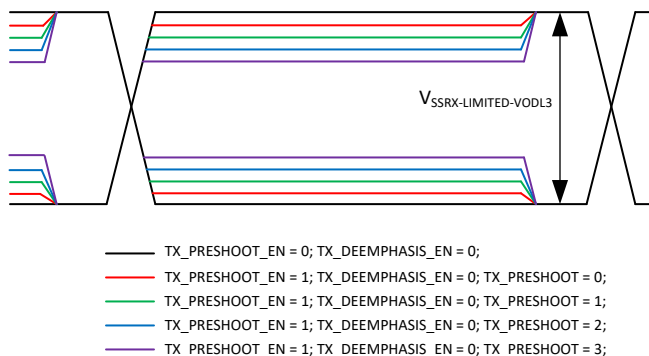 VSSRX-LIMITED-VODL3
TX_PRESHOOT_EN = 0; TX_DEEMPHASIS_EN = 0;
TX_PRESHOOT_EN = 1; TX_DEEMPHASIS_EN = 0; TX_PRESHOOT = 0;
TX_PRESHOOT_EN = 1; TX_DEEMPHASIS_EN = 0; TX_PRESHOOT = 1;
TX_PRESHOOT_EN = 1; TX_DEEMPHASIS_EN = 0; TX_PRESHOOT = 2;
TX_PRESHOOT_EN = 1; TX_DEEMPHASIS_EN = 0; TX_PRESHOOT = 3;